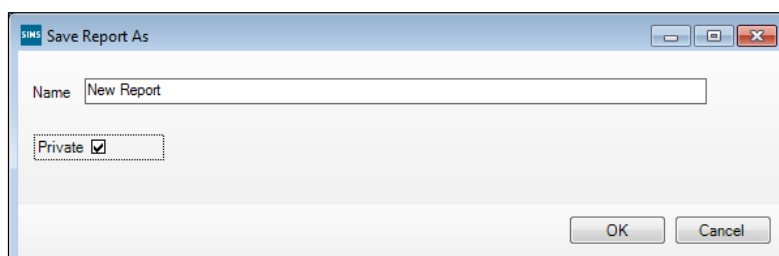 SIMS Save Report As
Name New Report
Private
OK Cancel